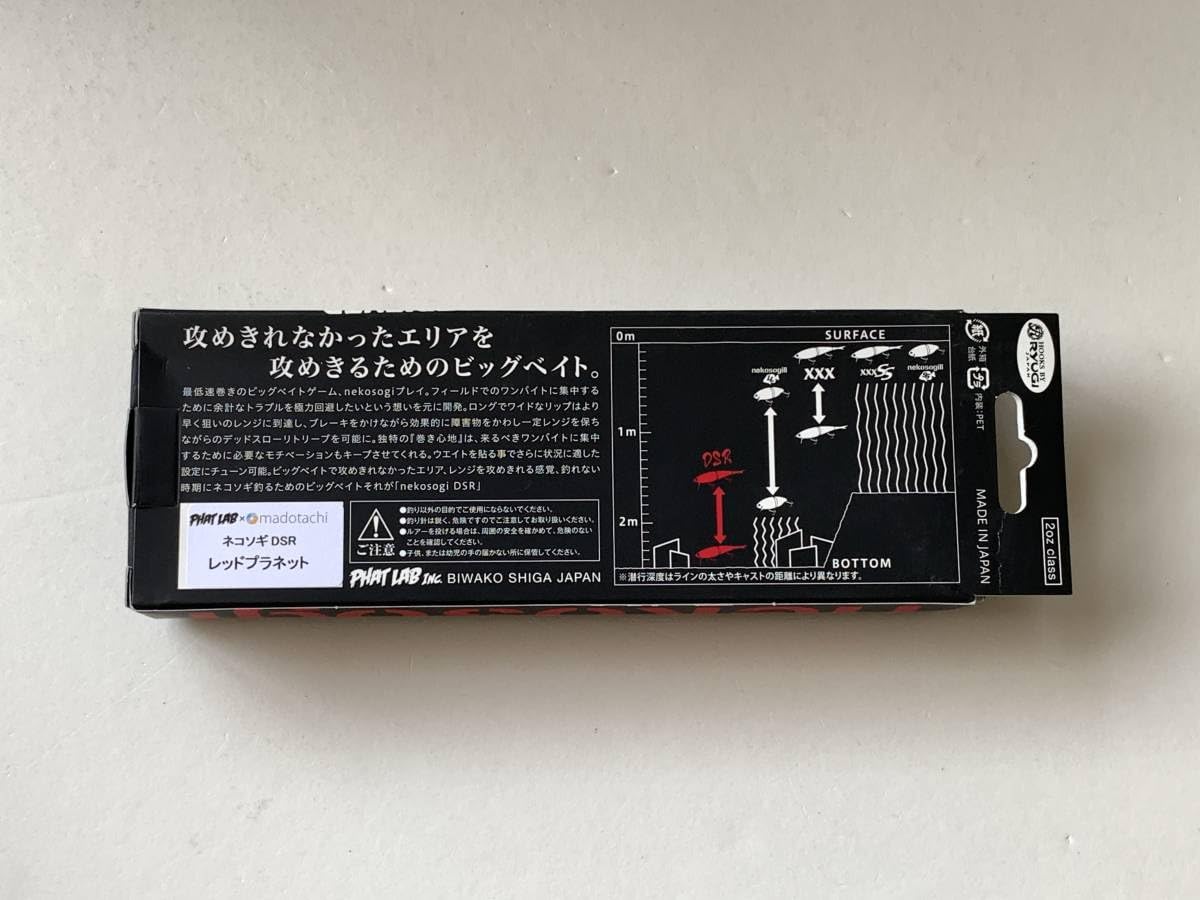 攻めきれなかったエリアを
攻めきるためのビッグベイト。
最低速巻きのビッグベイトゲーム、nekosogiプレイ。フィールドでのワンバイトに集中する
ために余計なトラブルを極力回避したいという想いを元に開発。ロングでワイドなリップはより
早く狙いのレンジに到達し、ブレーキをかけながら効果的に障害物をかわし一定レンジを保ち
ながらのデッドスローリトリーブを可能に。独特の『巻き心地』は、来るべきワンバイトに集中
するために必要なモチベーションもキープさせてくれる。ウエイトを貼る事でさらに状況に適した
設定にチューン可能。ビッグベイトで攻めきれなかったエリア、レンジを攻めきれる感覚、釣れない
時期にネコソギ釣るためのビッグベイトそれが「nekosogi DSR」
PHAT LAB × madotachi
ネコソギ DSR
レッドプラネット
ご注意
●釣り以外の目的でご使用にならないでください。
●釣り針は鋭く、危険ですのでご注意してお取り扱いください。
●ルアーを投げる場合は、周囲の安全を確かめて、危険のない
ことを確認してください。
●子供、または幼児の手の届かない所に保管してください。
PHAT LAB INC. BIWAKO SHIGA JAPAN
0m
SURFACE
nekosogill
XXX
XXX SS
nekosogill
1m
DSR
2m
BOTTOM
※潜行深度はラインの太さやキャストの距離により異なります。
紙
外箱
台紙
プラ
内装:PET
MADE IN JAPAN
HOOKS BY
RYUGI
JAPAN
2oz class